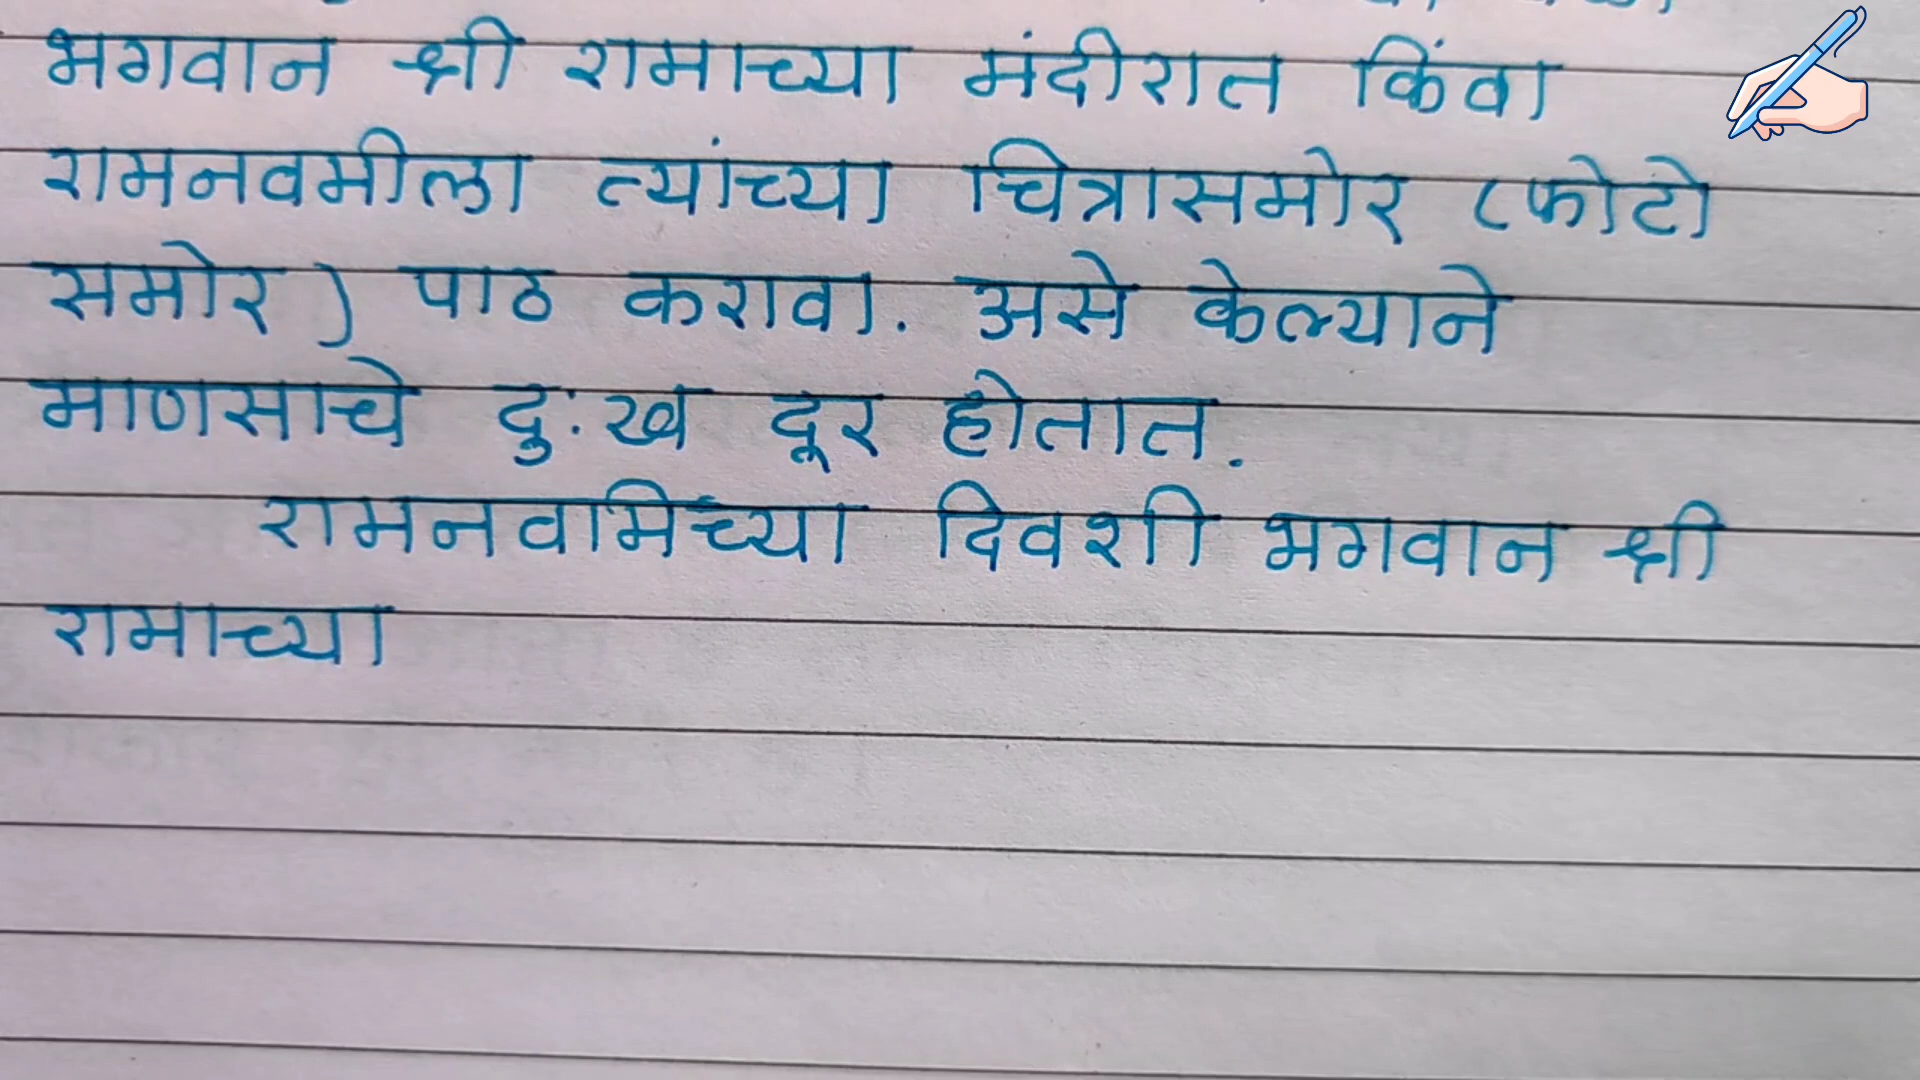 भगवान श्री रामाच्या मंदीरात किंवा
रामनवमीला त्यांच्या चित्रासमोर (फोटो
समोर) पाठ करावा. असे केल्याने
माणसाचे दु:ख दूर होतात.
रामनवमिच्या दिवशी भगवान श्री
रामाच्या